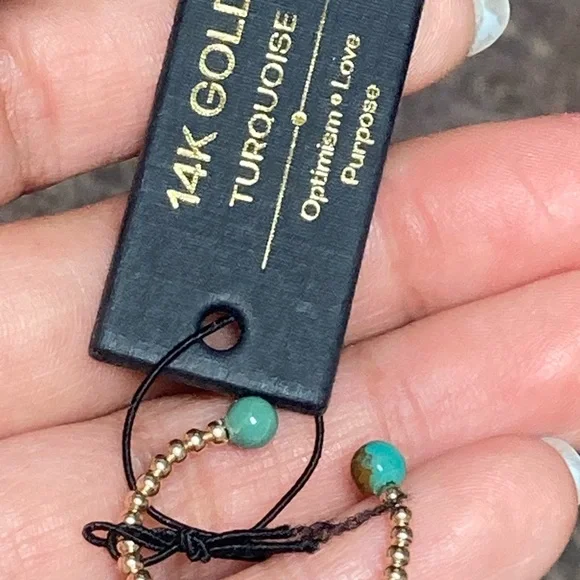 14K GOLD
TURQUOISE
Optimism • Love
Purpose